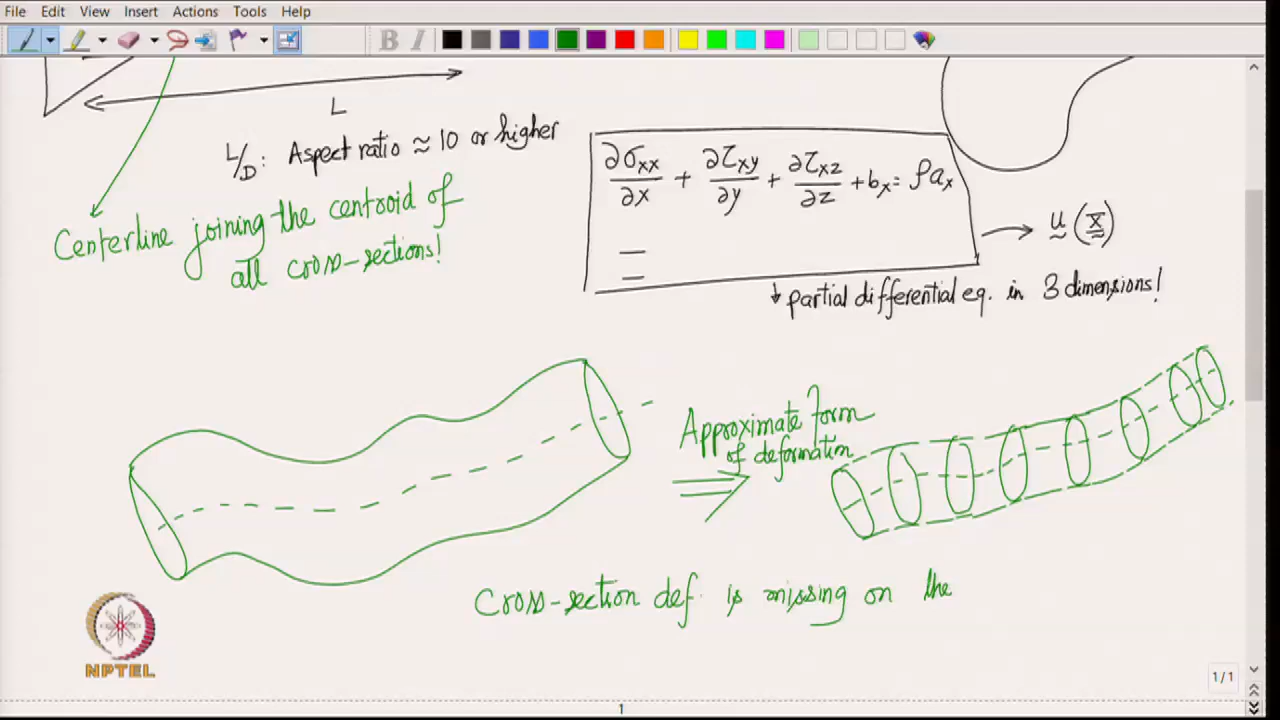 File Edit View Insert Actions Tools Help
B I
L
L/D: Aspect ratio ≈ 10 or higher
Centerline joining the centroid of
all cross-sections!
∂σxx/∂x + ∂τxy/∂y + ∂τxz/∂z + bx = ρax
→ u(x)
↓ partial differential eq. in 3 dimensions!
Approximate form
of deformation
Cross-section def. is missing on the
NPTEL
1/1
1